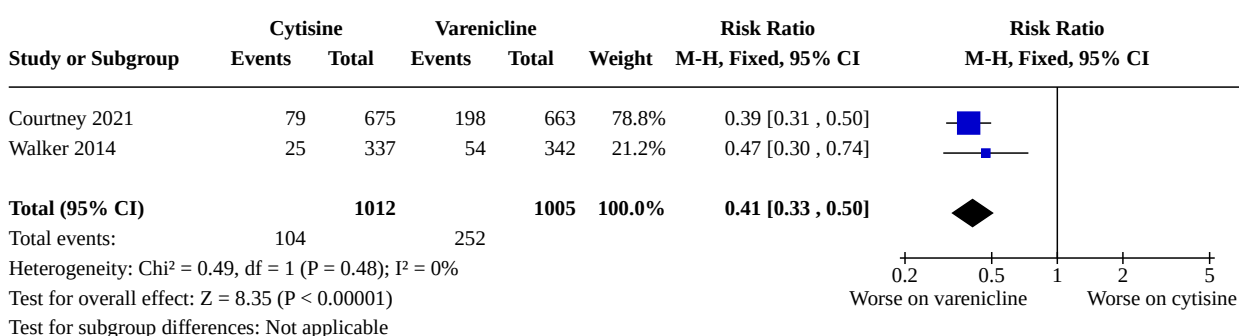 Cytisine Varenicline Risk Ratio Risk Ratio
Study or Subgroup Events Total Events Total Weight M-H, Fixed, 95% CI M-H, Fixed, 95% CI
Courtney 2021 79 675 198 663 78.8% 0.39 [0.31 , 0.50]
Walker 2014 25 337 54 342 21.2% 0.47 [0.30 , 0.74]
Total (95% CI) 1012 1005 100.0% 0.41 [0.33 , 0.50]
Total events: 104 252
Heterogeneity: Chi² = 0.49, df = 1 (P = 0.48); I² = 0%
0.2 0.5 1 2 5
Test for overall effect: Z = 8.35 (P < 0.00001)
Worse on varenicline Worse on cytisine
Test for subgroup differences: Not applicable